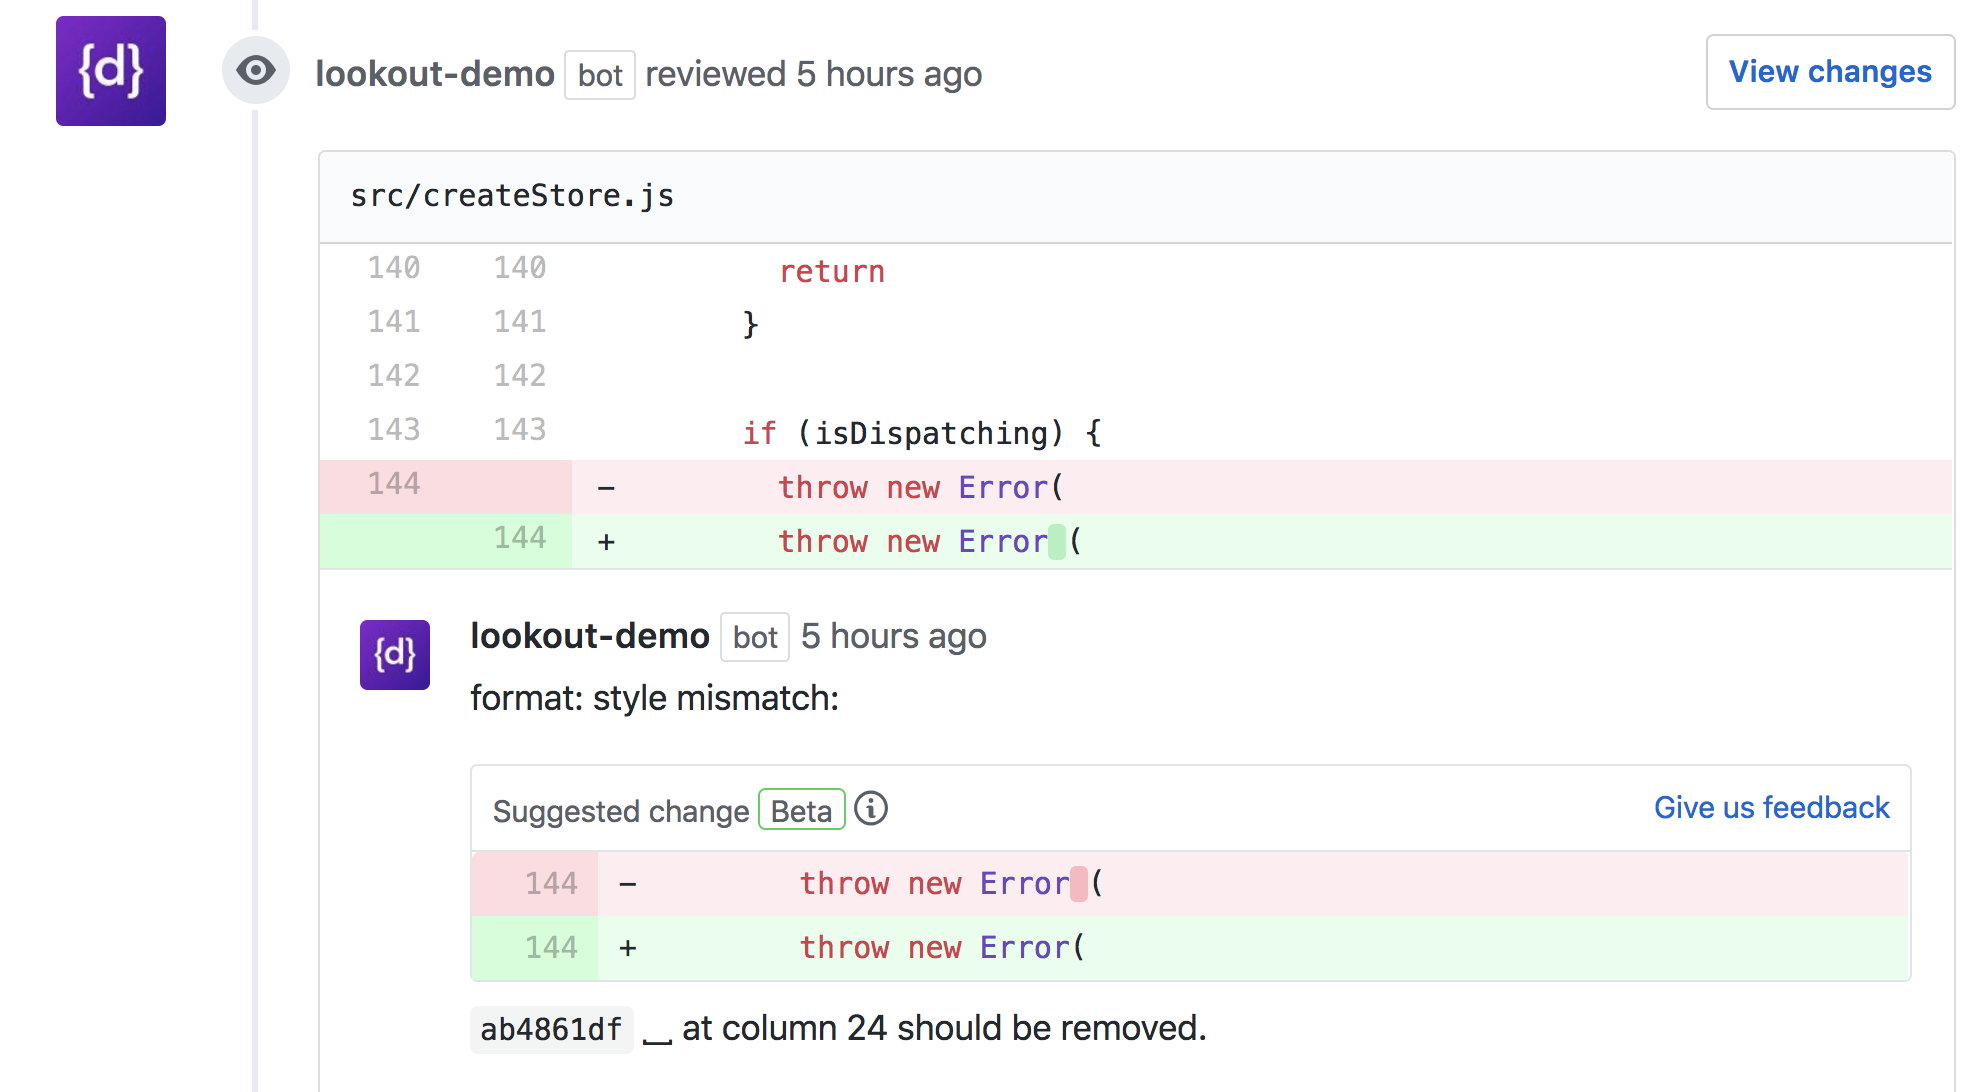 {d}
lookout-demo bot reviewed 5 hours ago
View changes
src/createStore.js
140 140 return
141 141 }
142 142
143 143 if (isDispatching) {
144 - throw new Error(
144 + throw new Error (
{d}
lookout-demo bot 5 hours ago
format: style mismatch:
Suggested change Beta
Give us feedback
144 - throw new Error (
144 + throw new Error(
ab4861df ⎵ at column 24 should be removed.